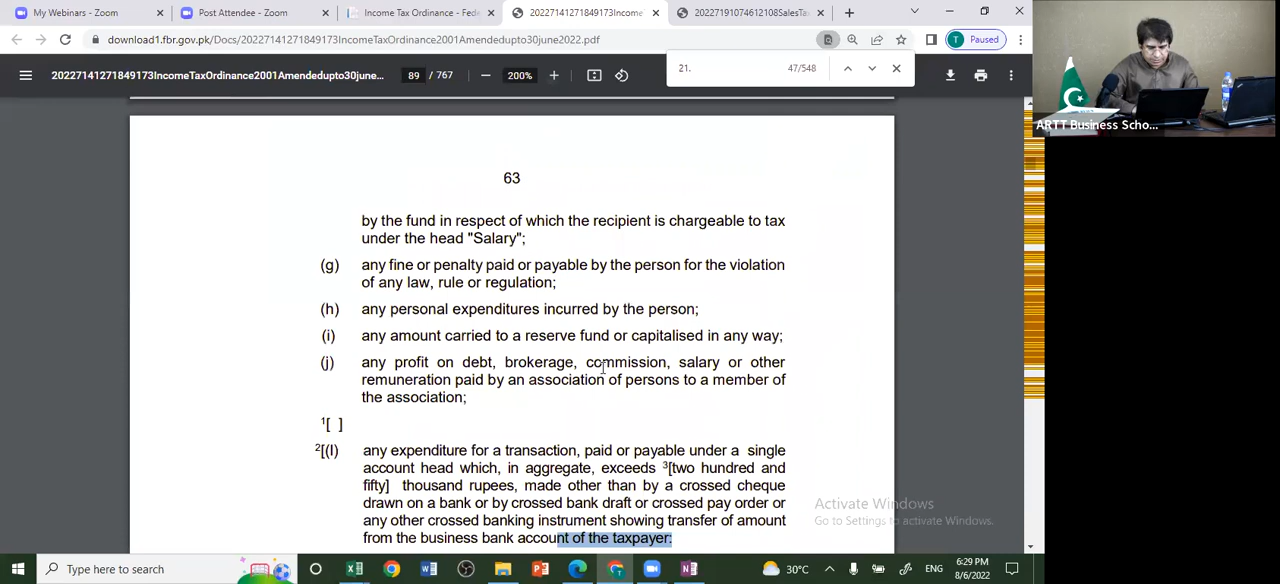 My Webinars - Zoom
Post Attendee - Zoom
Income Tax Ordinance - Fede
20227141271849173Income
20227191074612108SalesTax
download1.fbr.gov.pk/Docs/20227141271849173IncomeTaxOrdinance2001Amendedupto30june2022.pdf
T Paused
20227141271849173IncomeTaxOrdinance2001Amendedupto30june...
89 / 767
200%
21.
47/548
ARTT Business Scho...
63
by the fund in respect of which the recipient is chargeable to tax
under the head "Salary";
(g) any fine or penalty paid or payable by the person for the violation
of any law, rule or regulation;
(h) any personal expenditures incurred by the person;
(i) any amount carried to a reserve fund or capitalised in any way;
(j) any profit on debt, brokerage, commission, salary or other
remuneration paid by an association of persons to a member of
the association;
1[ ]
2[(l) any expenditure for a transaction, paid or payable under a single
account head which, in aggregate, exceeds 3[two hundred and
fifty] thousand rupees, made other than by a crossed cheque
drawn on a bank or by crossed bank draft or crossed pay order or
any other crossed banking instrument showing transfer of amount
from the business bank account of the taxpayer:
Activate Windows
Go to Settings to activate Windows.
Type here to search
30°C
ENG
6:29 PM
8/6/2022